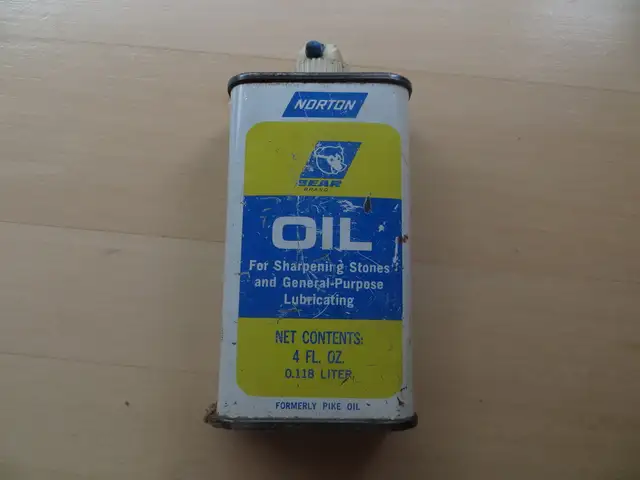 NORTON
BEAR
BRAND
OIL
For Sharpening Stones
and General-Purpose
Lubricating
NET CONTENTS:
4 FL. OZ.
0.118 LITER
FORMERLY PIKE OIL